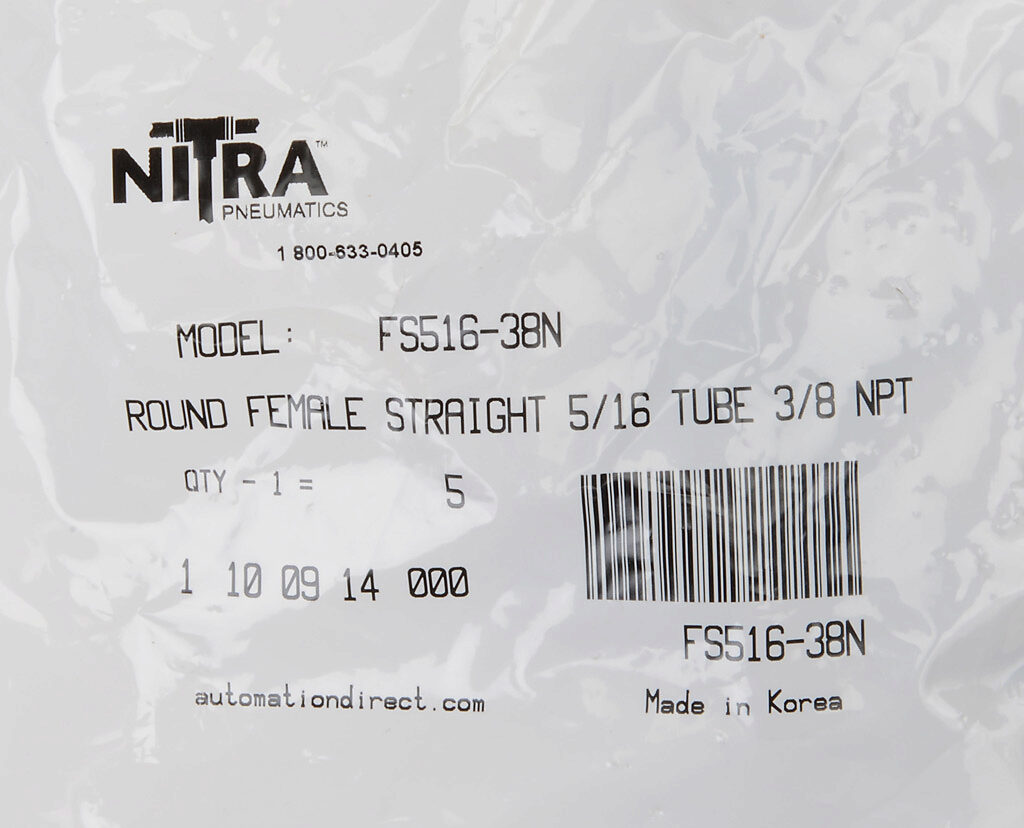 NITRA™
PNEUMATICS
1 800-633-0405
MODEL: FS516-38N
ROUND FEMALE STRAIGHT 5/16 TUBE 3/8 NPT
QTY - 1 = 5
1 10 09 14 000
FS516-38N
automationdirect.com Made in Korea